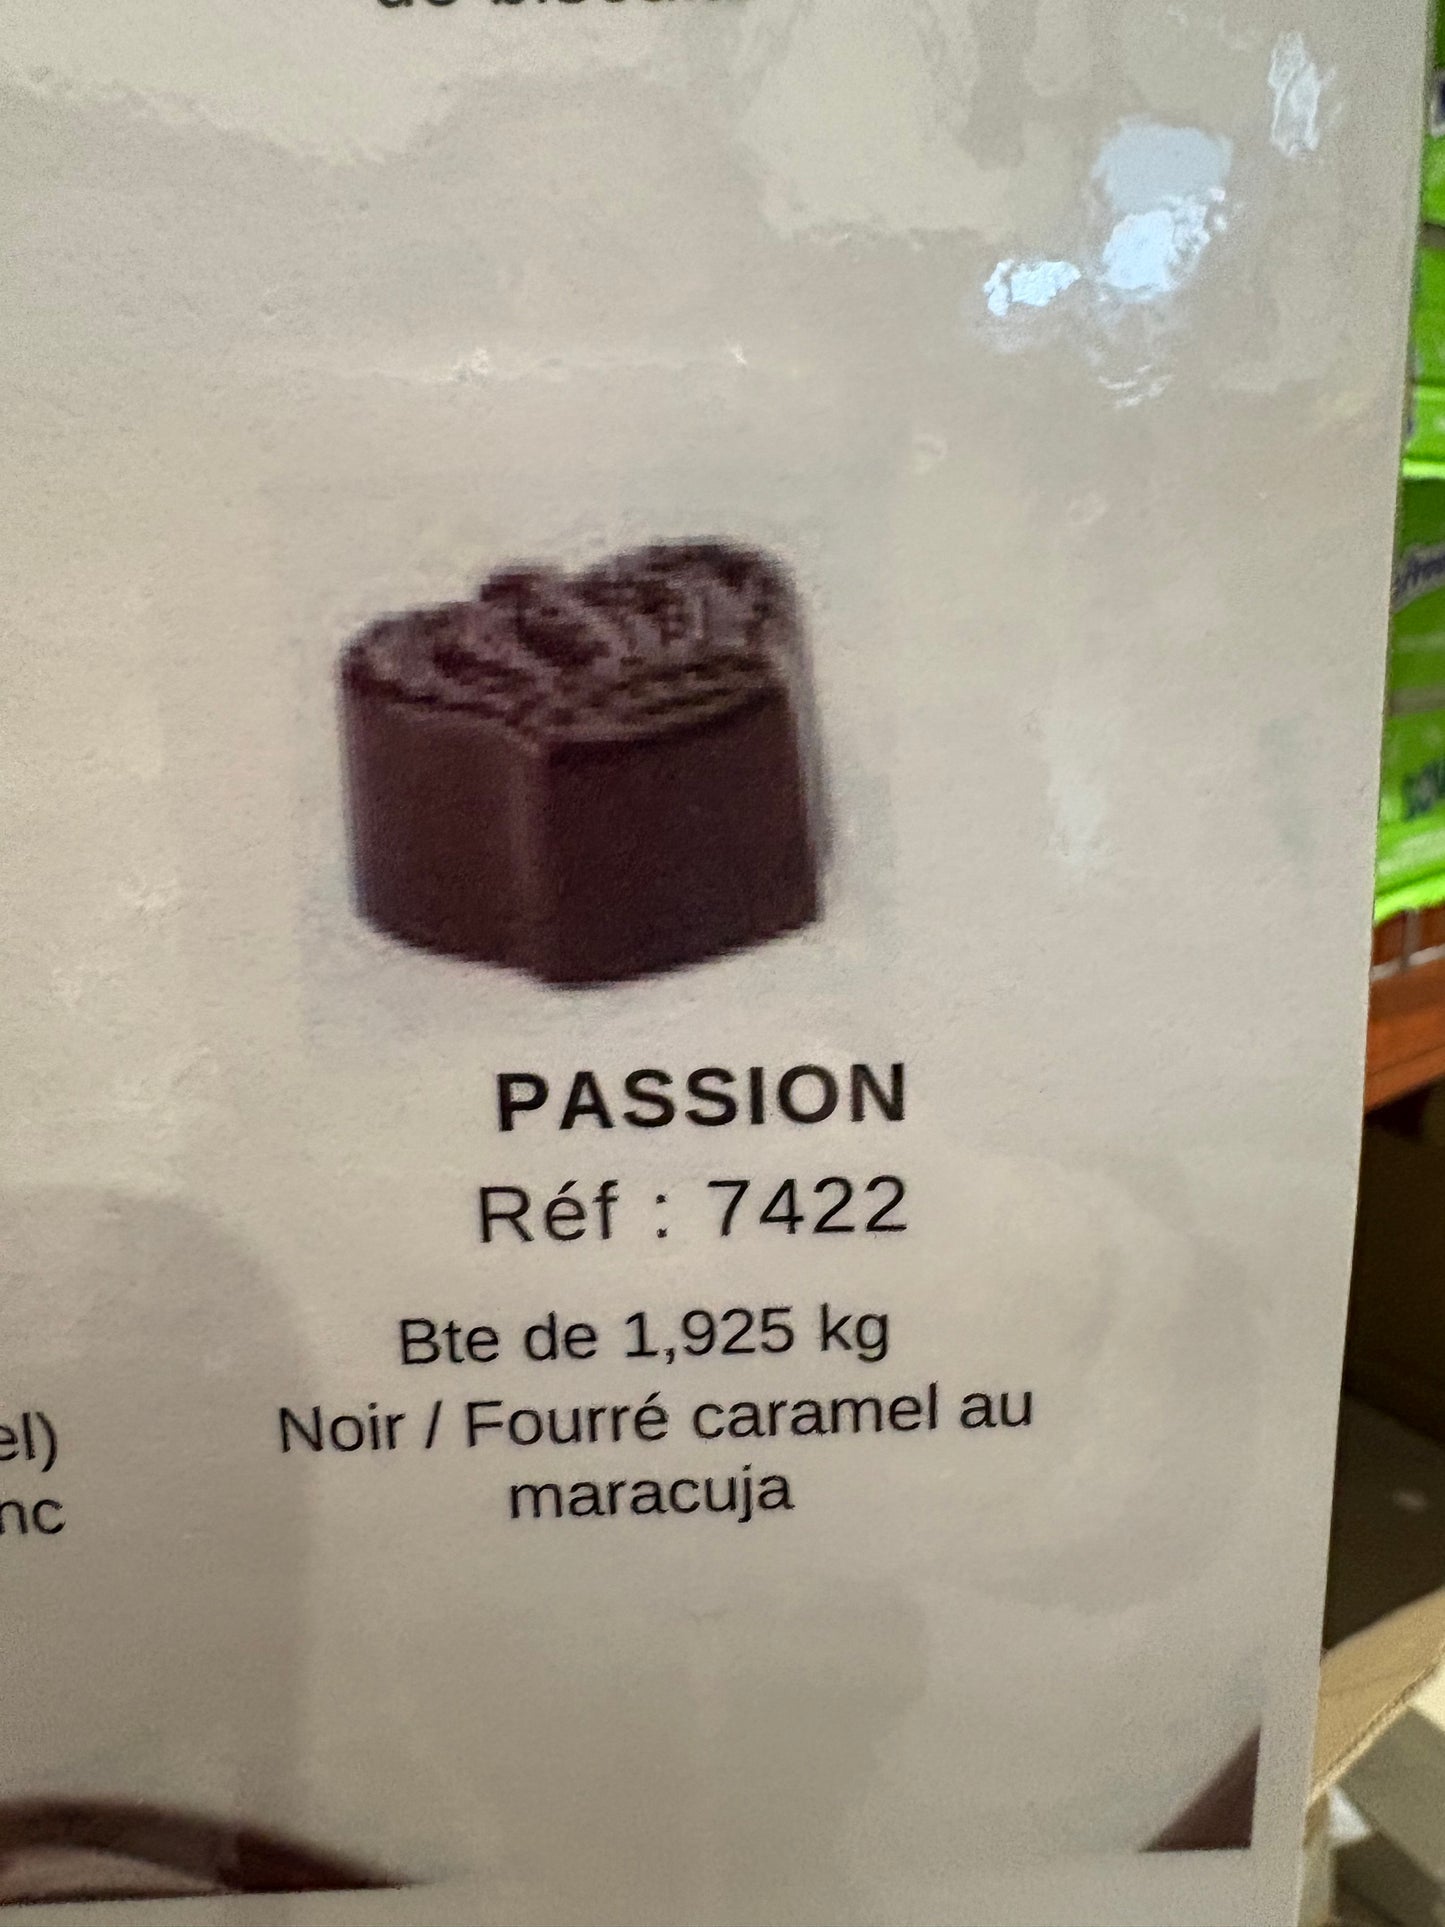 PASSION
Réf : 7422
Bte de 1,925 kg
Noir / Fourré caramel au
maracuja
el)
nc